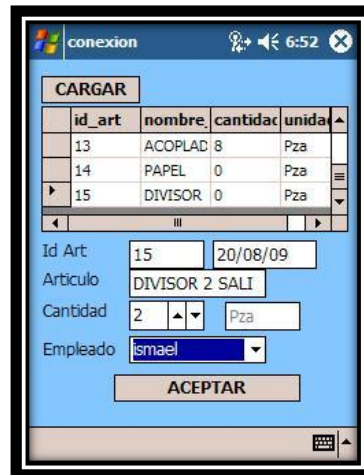 conexion 6:52
CARGAR
id_art nombre_ cantidad unidad
13 ACOPLAD 8 Pza
14 PAPEL 0 Pza
15 DIVISOR 0 Pza
Id Art 15 20/08/09
Articulo DIVISOR 2 SALI
Cantidad 2 Pza
Empleado ismael
ACEPTAR